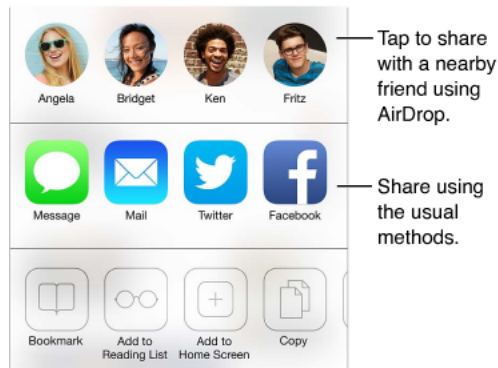 Angela Bridget Ken Fritz
Tap to share
with a nearby
friend using
AirDrop.
Message Mail Twitter Facebook
Share using
the usual
methods.
Bookmark Add to Add to Copy
Reading List Home Screen